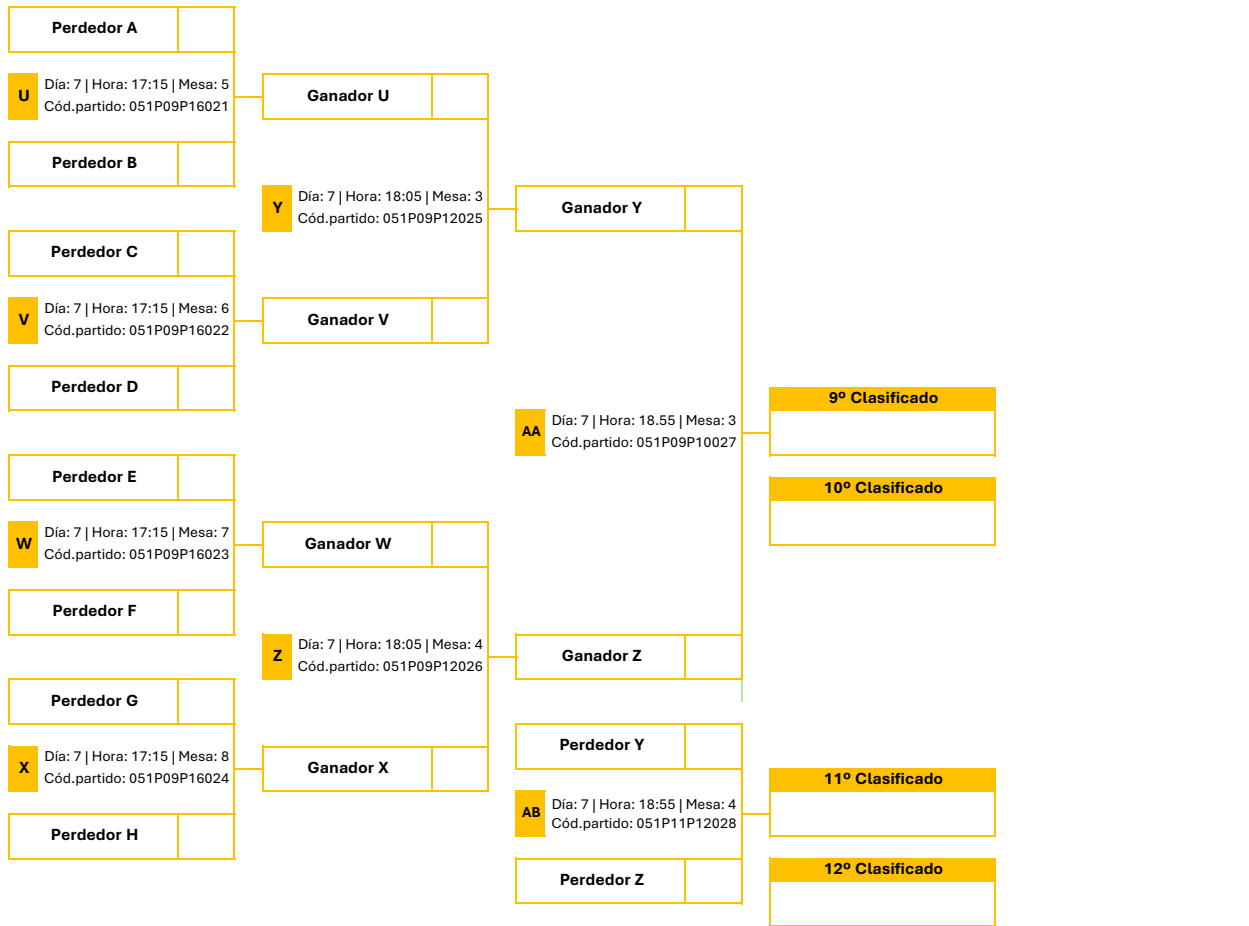 Perdedor A
U
Día: 7 | Hora: 17:15 | Mesa: 5
Cód.partido: 051P09P16021
Perdedor B
Ganador U
Y
Día: 7 | Hora: 18:05 | Mesa: 3
Cód.partido: 051P09P12025
Ganador Y
Perdedor C
V
Día: 7 | Hora: 17:15 | Mesa: 6
Cód.partido: 051P09P16022
Perdedor D
Ganador V
AA
Día: 7 | Hora: 18.55 | Mesa: 3
Cód.partido: 051P09P10027
9º Clasificado
10º Clasificado
Perdedor E
W
Día: 7 | Hora: 17:15 | Mesa: 7
Cód.partido: 051P09P16023
Perdedor F
Ganador W
Z
Día: 7 | Hora: 18:05 | Mesa: 4
Cód.partido: 051P09P12026
Ganador Z
Perdedor G
X
Día: 7 | Hora: 17:15 | Mesa: 8
Cód.partido: 051P09P16024
Perdedor H
Ganador X
Perdedor Y
AB
Día: 7 | Hora: 18:55 | Mesa: 4
Cód.partido: 051P11P12028
Perdedor Z
11º Clasificado
12º Clasificado